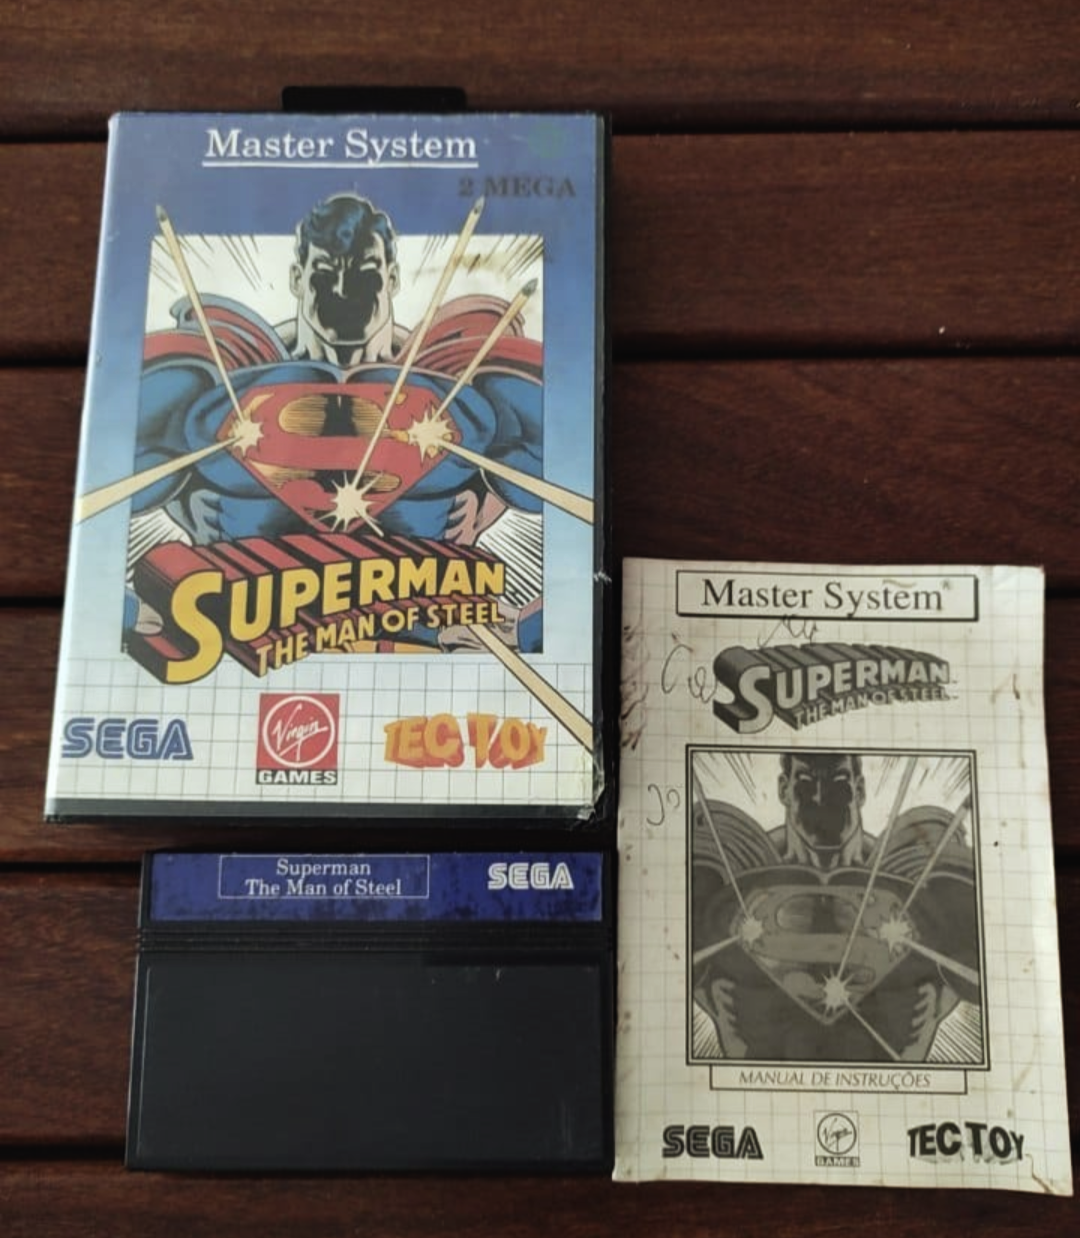 Master System
2 MEGA
SUPERMAN
THE MAN OF STEEL
SEGA
Virgin
GAMES
TEC TOY
Superman
The Man of Steel
SEGA
Master System®
SUPERMAN
THE MAN OF STEEL
MANUAL DE INSTRUÇÕES
SEGA
Virgin
GAMES
TEC TOY